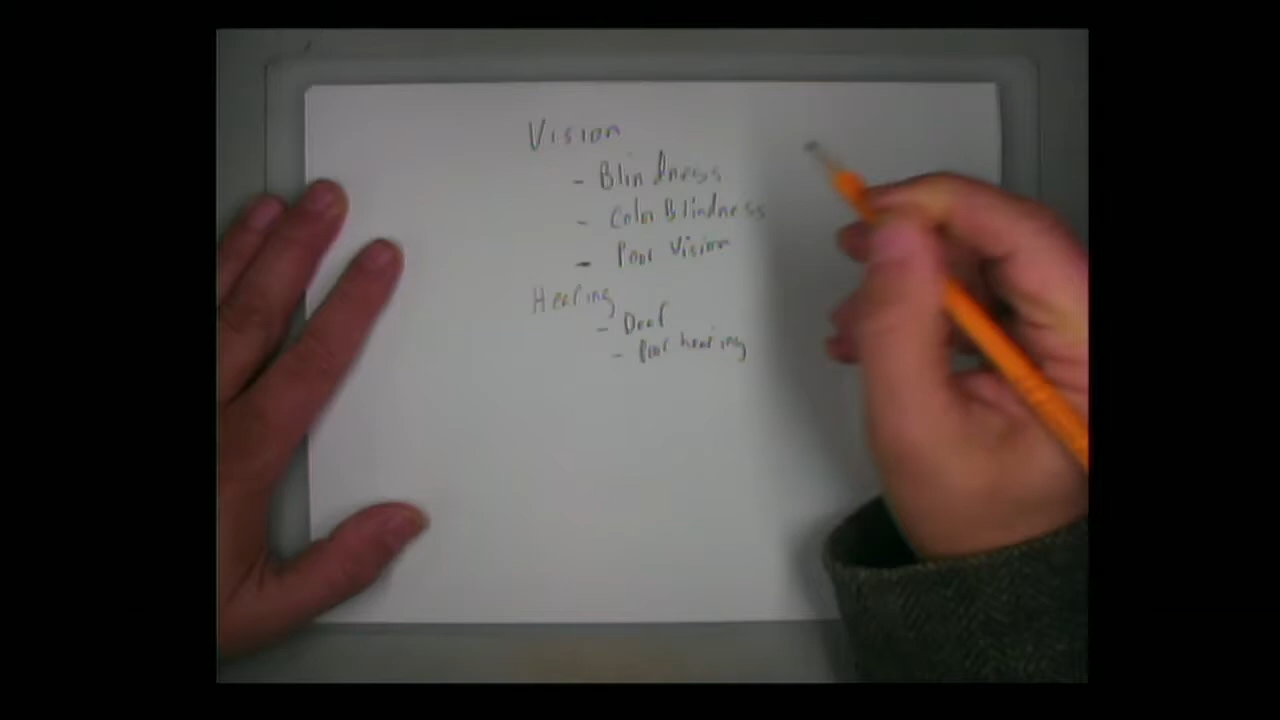 Vision
- Blindness
- Color Blindness
- Poor Vision
Hearing
- Deaf
- Poor hearing